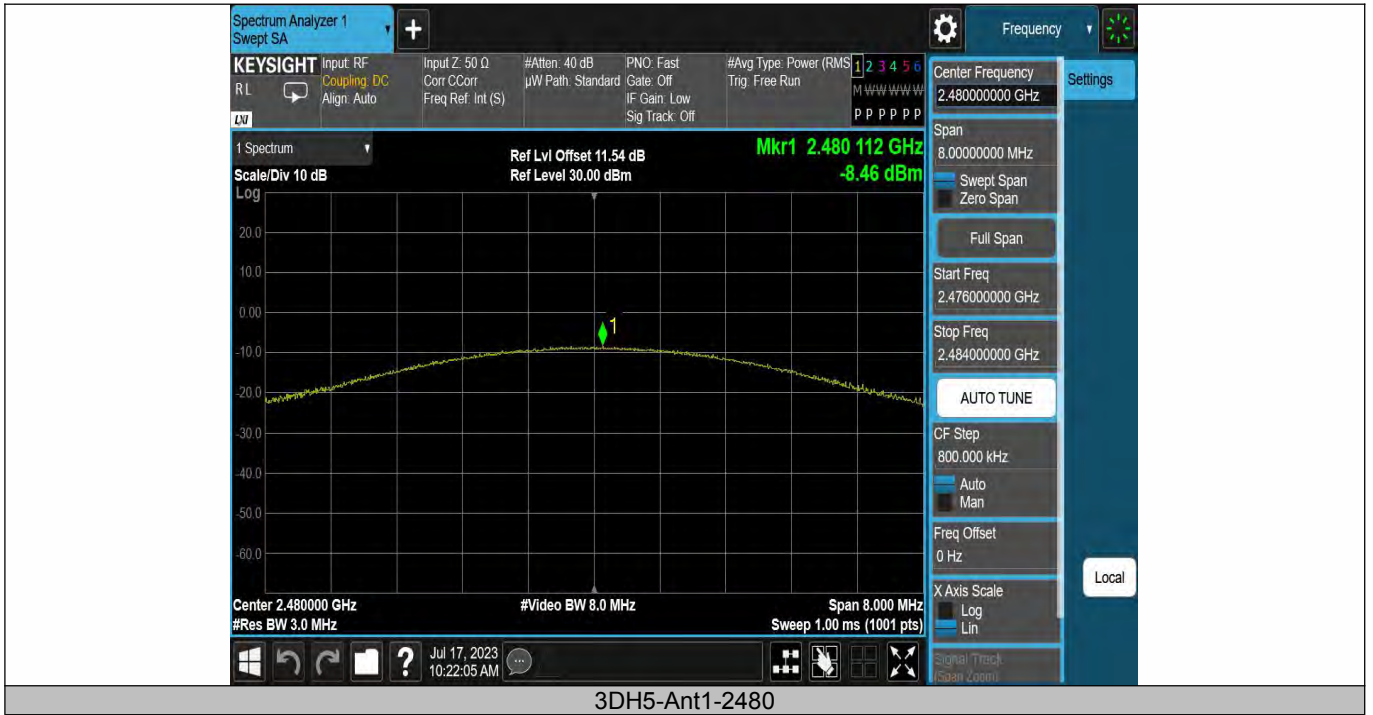 Spectrum Analyzer 1
Swept SA
Frequency
KEYSIGHT
R L
LXI
Input: RF
Coupling: DC
Align: Auto
Input Z: 50 Ω
Corr CCorr
Freq Ref: Int (S)
#Atten: 40 dB
µW Path: Standard
PNO: Fast
Gate: Off
IF Gain: Low
Sig Track: Off
#Avg Type: Power (RMS
Trig: Free Run
1 2 3 4 5 6
M W W W W W
P P P P P P
1 Spectrum
Scale/Div 10 dB
Ref Lvl Offset 11.54 dB
Ref Level 30.00 dBm
Mkr1 2.480 112 GHz
-8.46 dBm
Log
20.0
10.0
0.00
-10.0
-20.0
-30.0
-40.0
-50.0
-60.0
1
Center 2.480000 GHz
#Res BW 3.0 MHz
#Video BW 8.0 MHz
Span 8.000 MHz
Sweep 1.00 ms (1001 pts)
Jul 17, 2023
10:22:05 AM
Center Frequency
2.480000000 GHz
Settings
Span
8.00000000 MHz
Swept Span
Zero Span
Full Span
Start Freq
2.476000000 GHz
Stop Freq
2.484000000 GHz
AUTO TUNE
CF Step
800.000 kHz
Auto
Man
Freq Offset
0 Hz
X Axis Scale
Log
Lin
Local
Signal Track
(Span Zoom)
3DH5-Ant1-2480